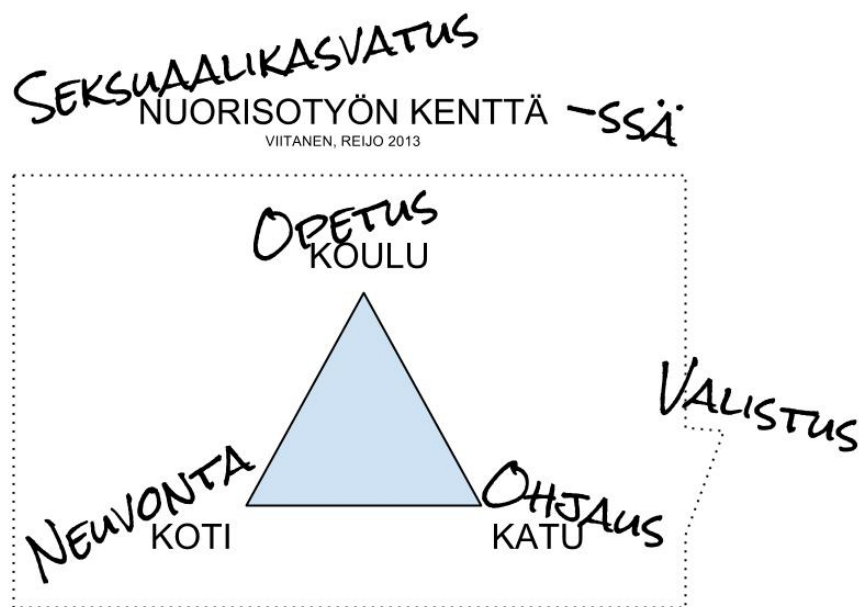 SEKSUAALIKASVATUS
NUORISOTYÖN KENTTÄ -SSÄ
VIITANEN, REIJO 2013
OPETUS
KOULU
VALISTUS
NEUVONTA
OHJAUS
KOTI
KATU